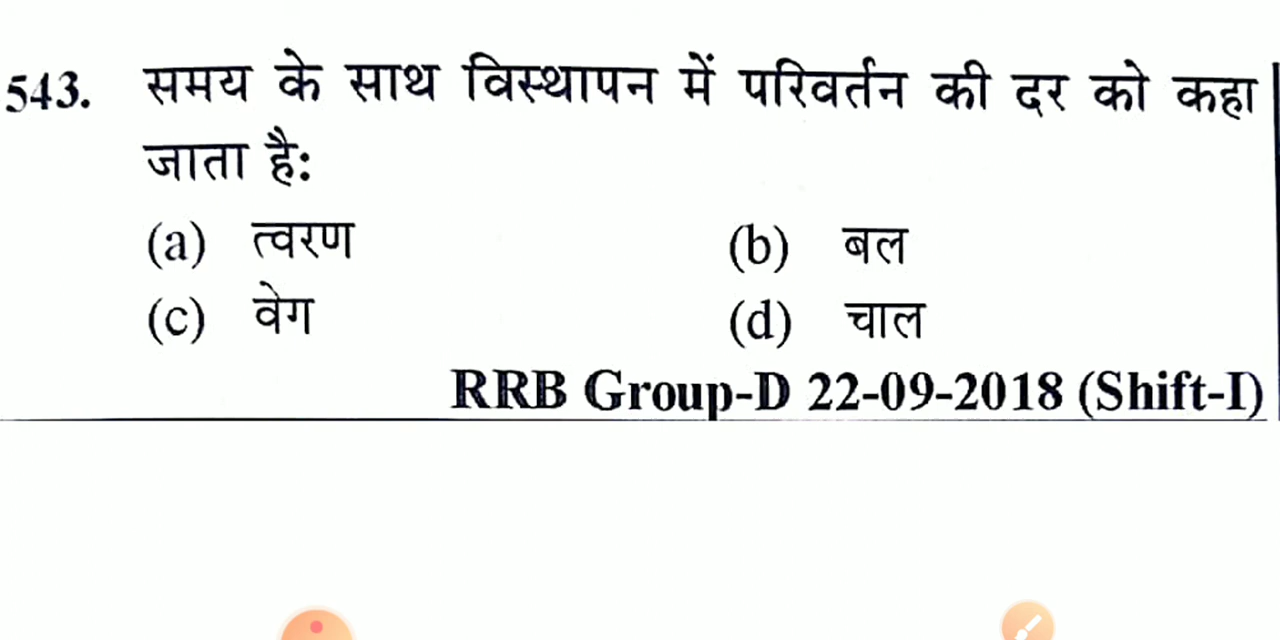 543. समय के साथ विस्थापन में परिवर्तन की दर को कहा
जाता है:
(a) त्वरण (b) बल
(c) वेग (d) चाल
RRB Group-D 22-09-2018 (Shift-I)